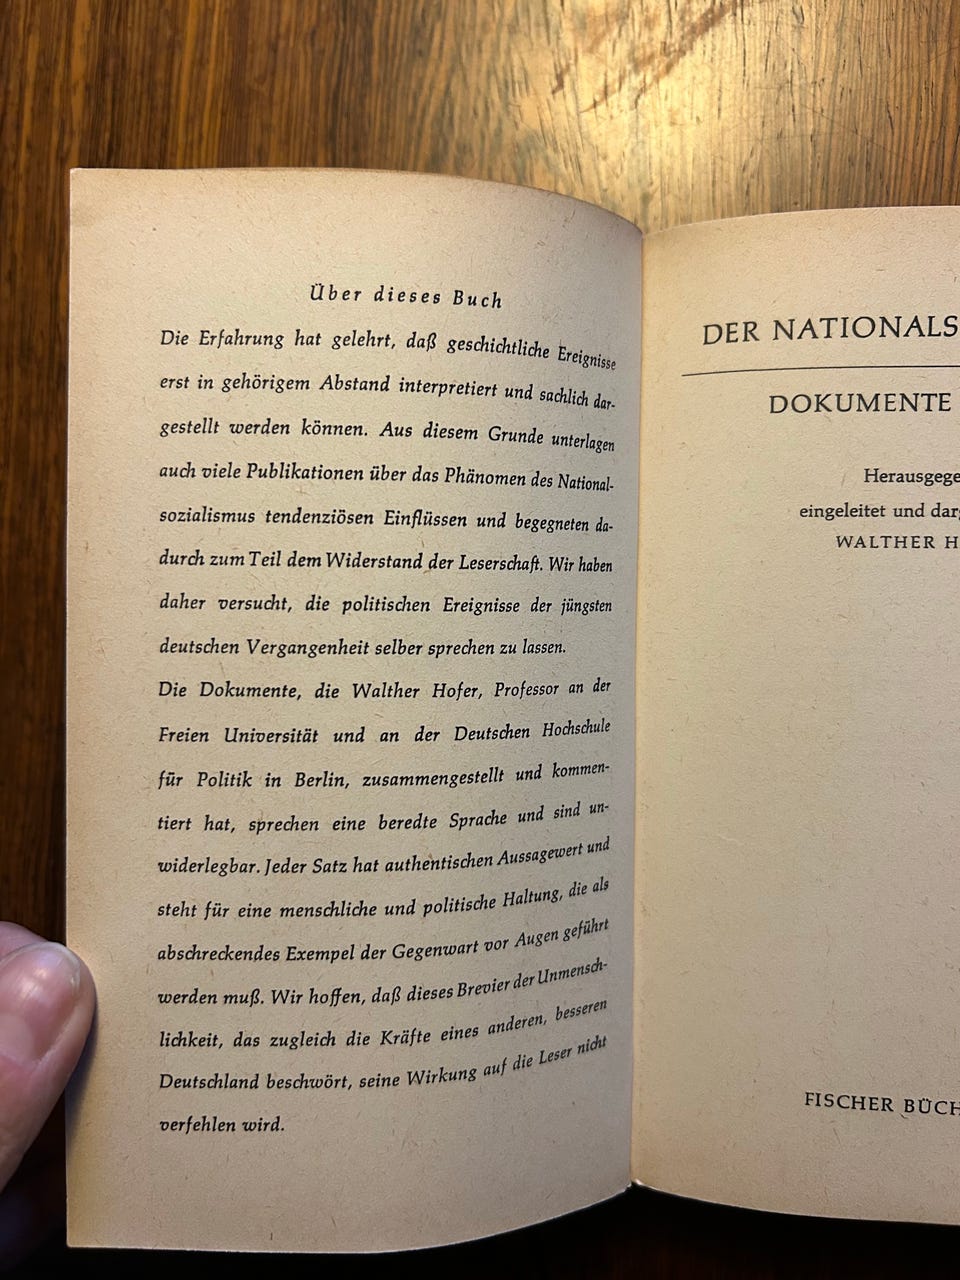 Über dieses Buch
Die Erfahrung hat gelehrt, daß geschichtliche Ereignisse
erst in gehörigem Abstand interpretiert und sachlich dar-
gestellt werden können. Aus diesem Grunde unterlagen
auch viele Publikationen über das Phänomen des National-
sozialismus tendenziösen Einflüssen und begegneten da-
durch zum Teil dem Widerstand der Leserschaft. Wir haben
daher versucht, die politischen Ereignisse der jüngsten
deutschen Vergangenheit selber sprechen zu lassen.
Die Dokumente, die Walther Hofer, Professor an der
Freien Universität und an der Deutschen Hochschule
für Politik in Berlin, zusammengestellt und kommen-
tiert hat, sprechen eine beredte Sprache und sind un-
widerlegbar. Jeder Satz hat authentischen Aussagewert und
steht für eine menschliche und politische Haltung, die als
abschreckendes Exempel der Gegenwart vor Augen geführt
werden muß. Wir hoffen, daß dieses Brevier der Unmensch-
lichkeit, das zugleich die Kräfte eines anderen, besseren
Deutschland beschwört, seine Wirkung auf die Leser nicht
verfehlen wird.
DER NATIONALS
DOKUMENTE
Herausgege
eingeleitet und darg
WALTHER H
FISCHER BÜCH